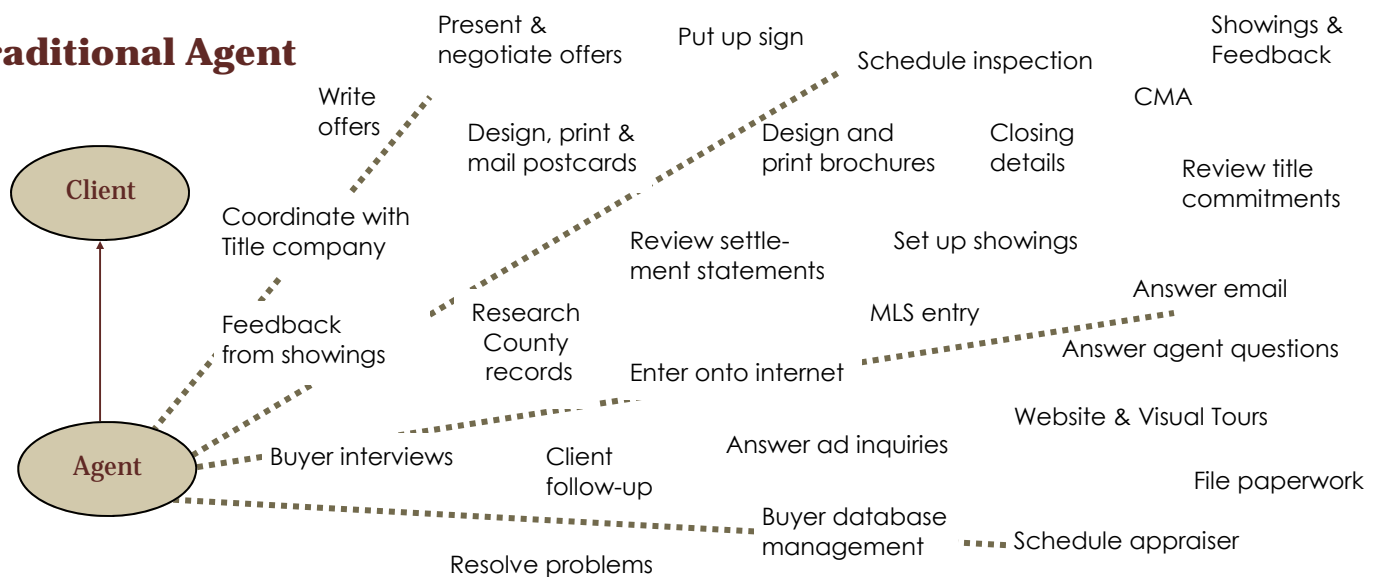 raditional Agent
Present &
negotiate offers
Put up sign
Showings &
Feedback
Schedule inspection
Write
offers
CMA
Design, print &
mail postcards
Design and
print brochures
Closing
details
Client
Review title
commitments
Coordinate with
Title company
Review settle-
ment statements
Set up showings
Answer email
Feedback
from showings
Research
County
records
MLS entry
Answer agent questions
Enter onto internet
Website & Visual Tours
Agent
Buyer interviews
Client
follow-up
Answer ad inquiries
File paperwork
Buyer database
management
Schedule appraiser
Resolve problems